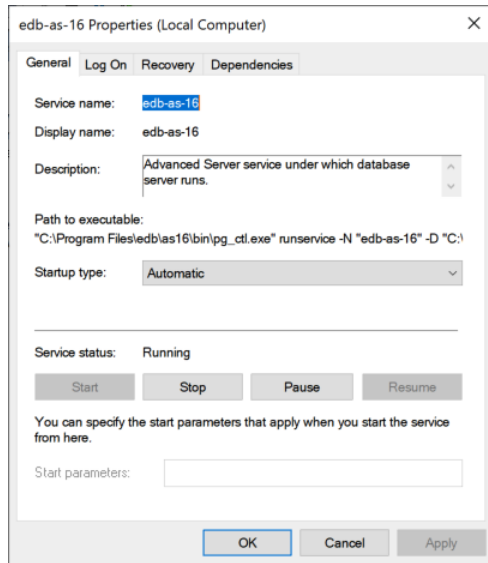 edb-as-16 Properties (Local Computer)
General Log On Recovery Dependencies
Service name: edb-as-16
Display name: edb-as-16
Description: Advanced Server service under which database
server runs.
Path to executable:
"C:\Program Files\edb\as16\bin\pg_ctl.exe" runservice -N "edb-as-16" -D "C:\
Startup type: Automatic
Service status: Running
Start Stop Pause Resume
You can specify the start parameters that apply when you start the service
from here.
Start parameters:
OK Cancel Apply